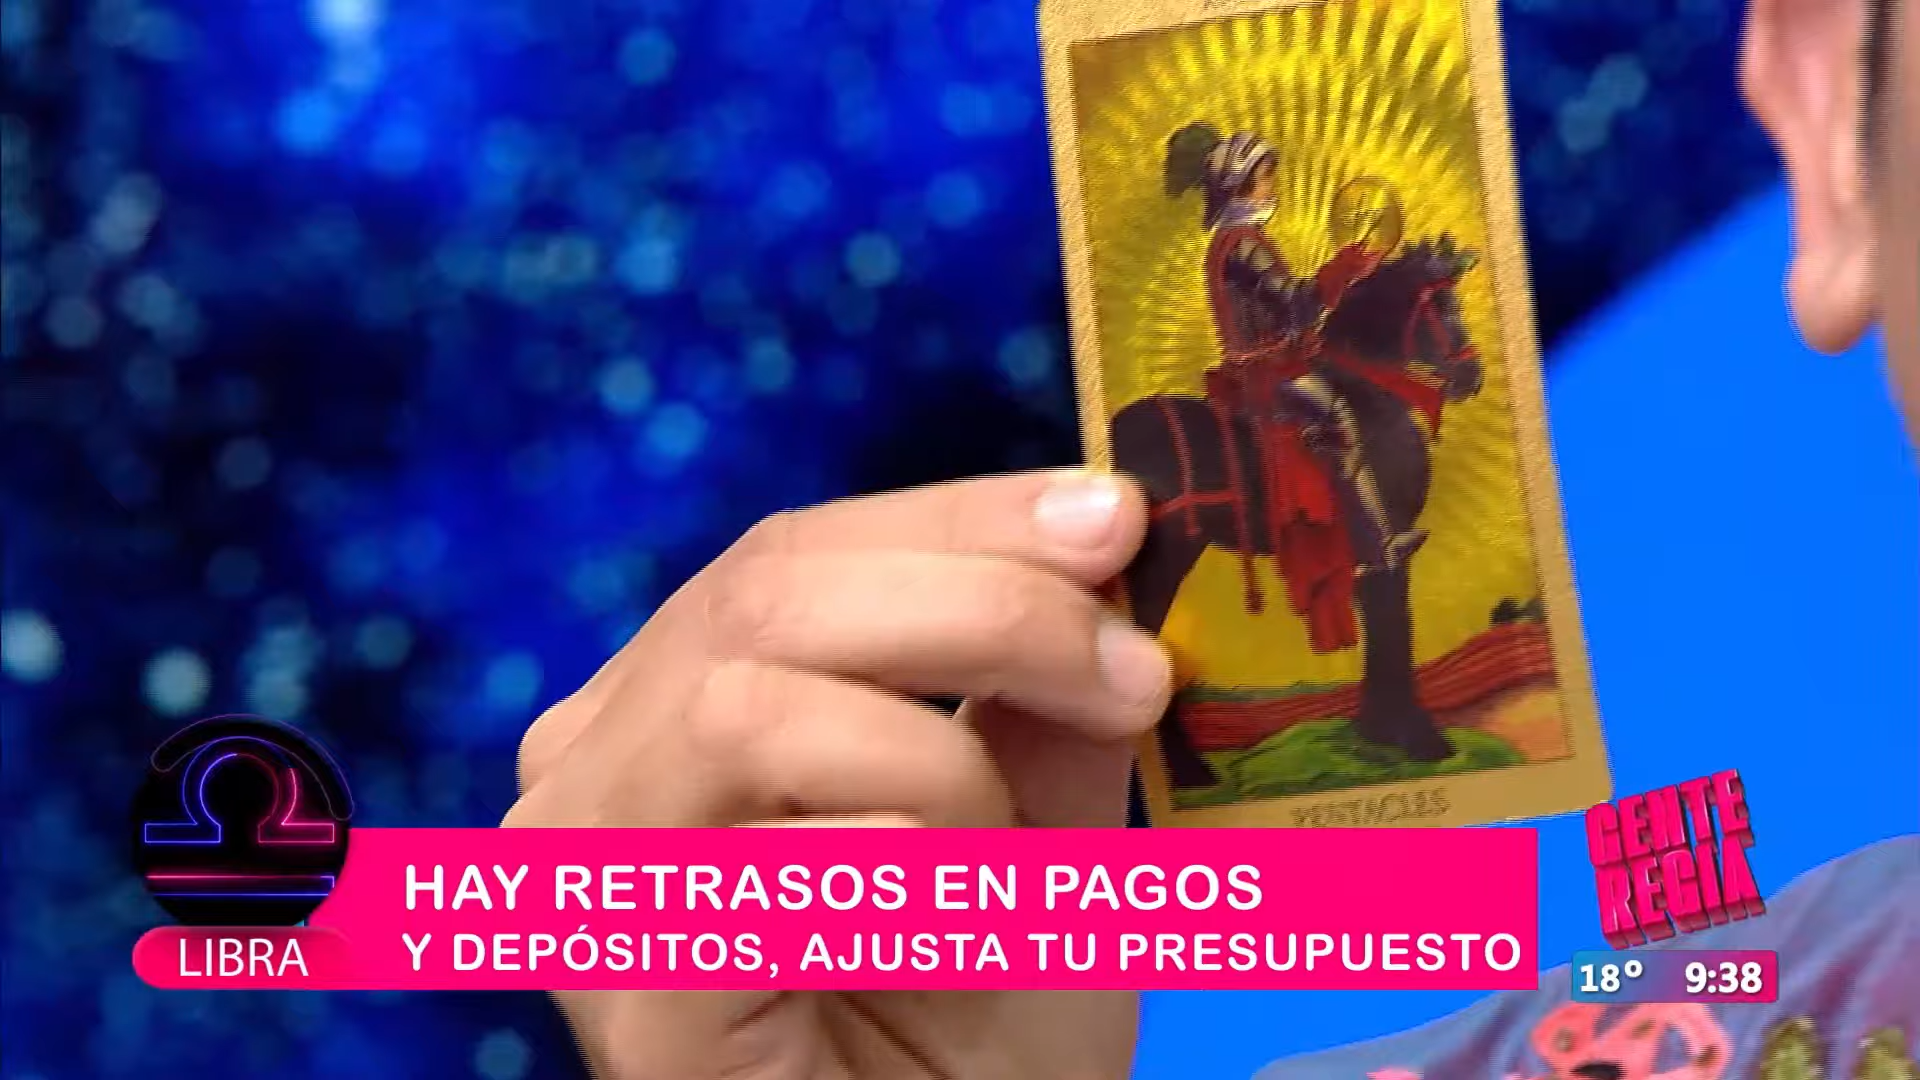 PENTACLES
HAY RETRASOS EN PAGOS
Y DEPÓSITOS, AJUSTA TU PRESUPUESTO
LIBRA
GENTE
REGIA
18° 9:38